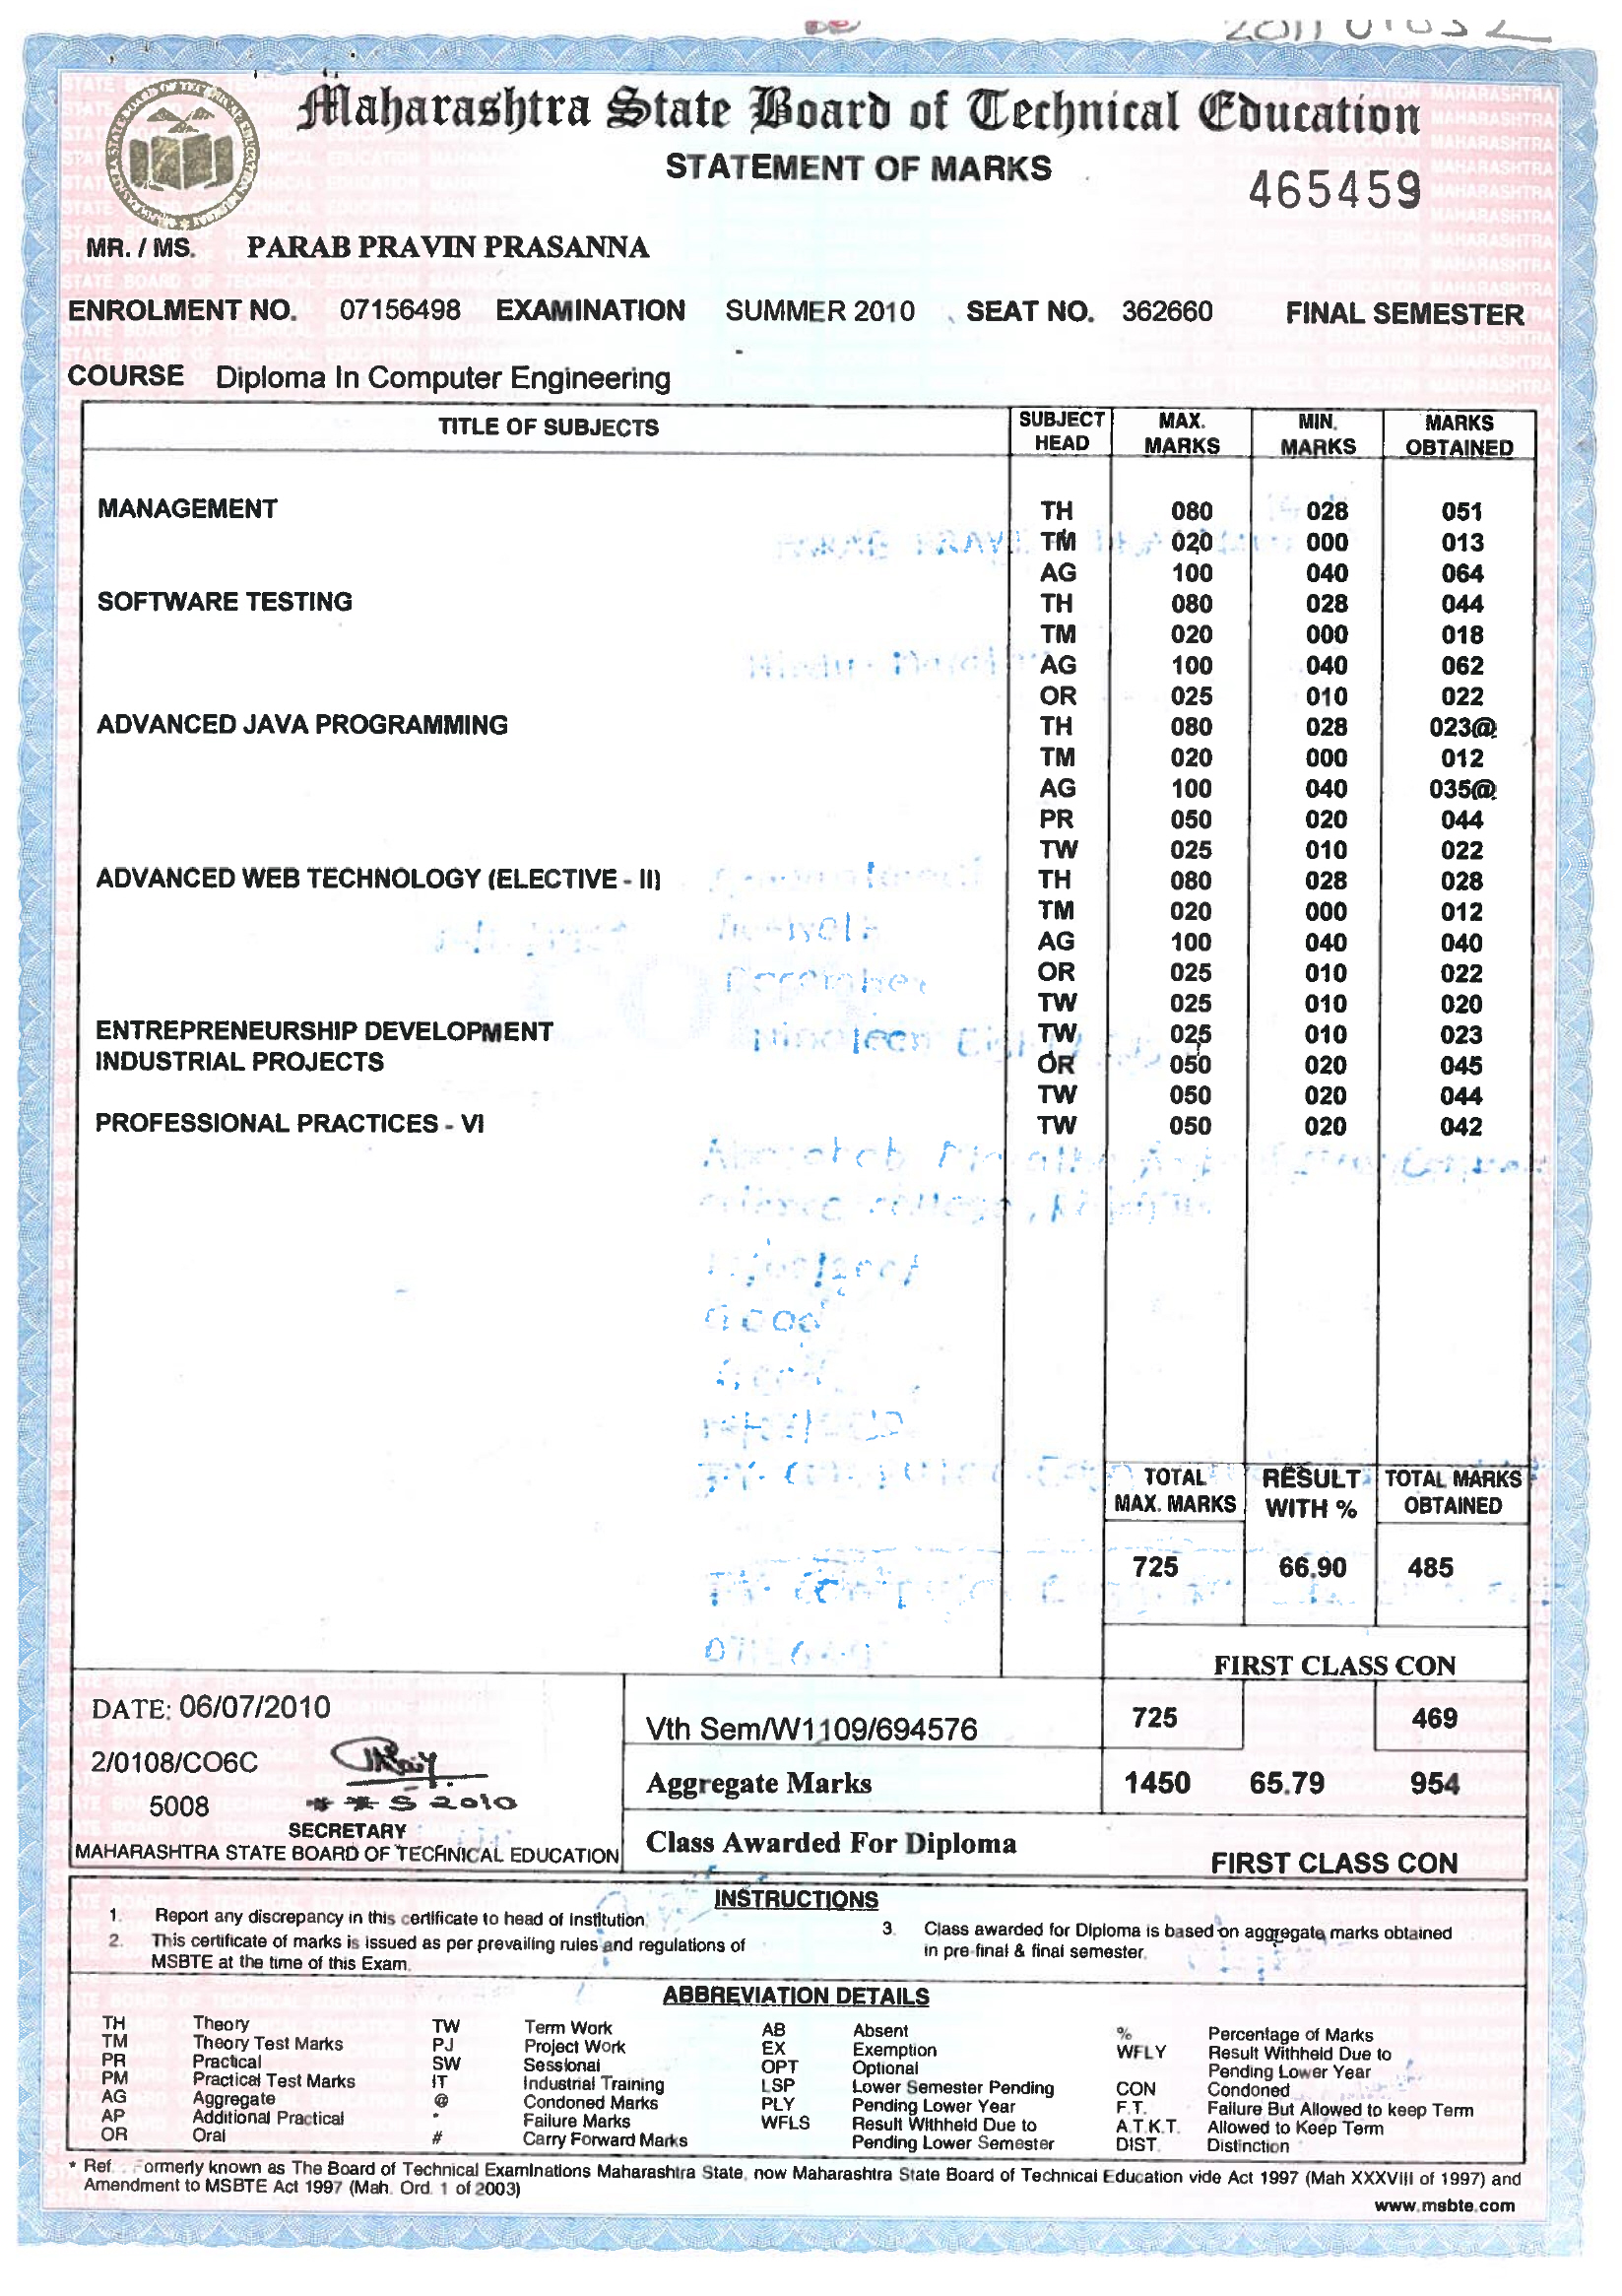 Maharashtra State Board of Technical Education
STATEMENT OF MARKS
465459
MR. / MS. PARAB PRAVIN PRASANNA
ENROLMENT NO. 07156498 EXAMINATION SUMMER 2010 SEAT NO. 3626660 FINAL SEMESTER
COURSE Diploma In Computer Engineering
TITLE OF SUBJECTS SUBJECT HEAD MAX. MARKS MIN. MARKS MARKS OBTAINED
MANAGEMENT TH 080 028 051
TM 020 000 013
AG 100 040 064
SOFTWARE TESTING TH 080 028 044
TM 020 000 018
AG 100 040 062
OR 025 010 022
ADVANCED JAVA PROGRAMMING TH 080 028 023@
TM 020 000 012
AG 100 040 035@
PR 050 020 044
TW 025 010 022
ADVANCED WEB TECHNOLOGY (ELECTIVE - II) TH 080 028 028
TM 020 000 012
AG 100 040 040
OR 025 010 022
TW 025 010 020
ENTREPRENEURSHIP DEVELOPMENT TW 025 010 023
INDUSTRIAL PROJECTS OR 050 020 045
TW 050 020 044
PROFESSIONAL PRACTICES - VI TW 050 020 042
TOTAL MAX. MARKS RESULT WITH % TOTAL MARKS OBTAINED
725 66.90 485
FIRST CLASS CON
DATE: 06/07/2010
Vth Sem/W1109/694576 725 469
2/0108/CO6C
Aggregate Marks 1450 65.79 954
5008
SECRETARY
MAHARASHTRA STATE BOARD OF TECHNICAL EDUCATION
Class Awarded For Diploma FIRST CLASS CON
INSTRUCTIONS
1. Report any discrepancy in this certificate to head of institution.
2. This certificate of marks is issued as per prevailing rules and regulations of
MSBTE at the time of this Exam.
3. Class awarded for Diploma is based on aggregate marks obtained
in pre-final & final semester.
ABBREVIATION DETAILS
TH Theory TW Term Work AB Absent % Percentage of Marks
TM Theory Test Marks PJ Project Work EX Exemption WFLY Result Withheld Due to
PR Practical SW Sessional OPT Optional Pending Lower Year
PM Practical Test Marks IT Industrial Training LSP Lower Semester Pending CON Condoned
AG Aggregate @ Condoned Marks PLY Pending Lower Year F.T. Failure But Allowed to keep Term
AP Additional Practical * Failure Marks WFLS Result Withheld Due to A.T.K.T. Allowed to Keep Term
OR Oral # Carry Forward Marks Pending Lower Semester DIST. Distinction
* Ref. : Formerly known as The Board of Technical Examinations Maharashtra State, now Maharashtra State Board of Technical Education vide Act 1997 (Mah XXXVIII of 1997) and
Amendment to MSBTE Act 1997 (Mah. Ord. 1 of 2003)
www.msbte.com